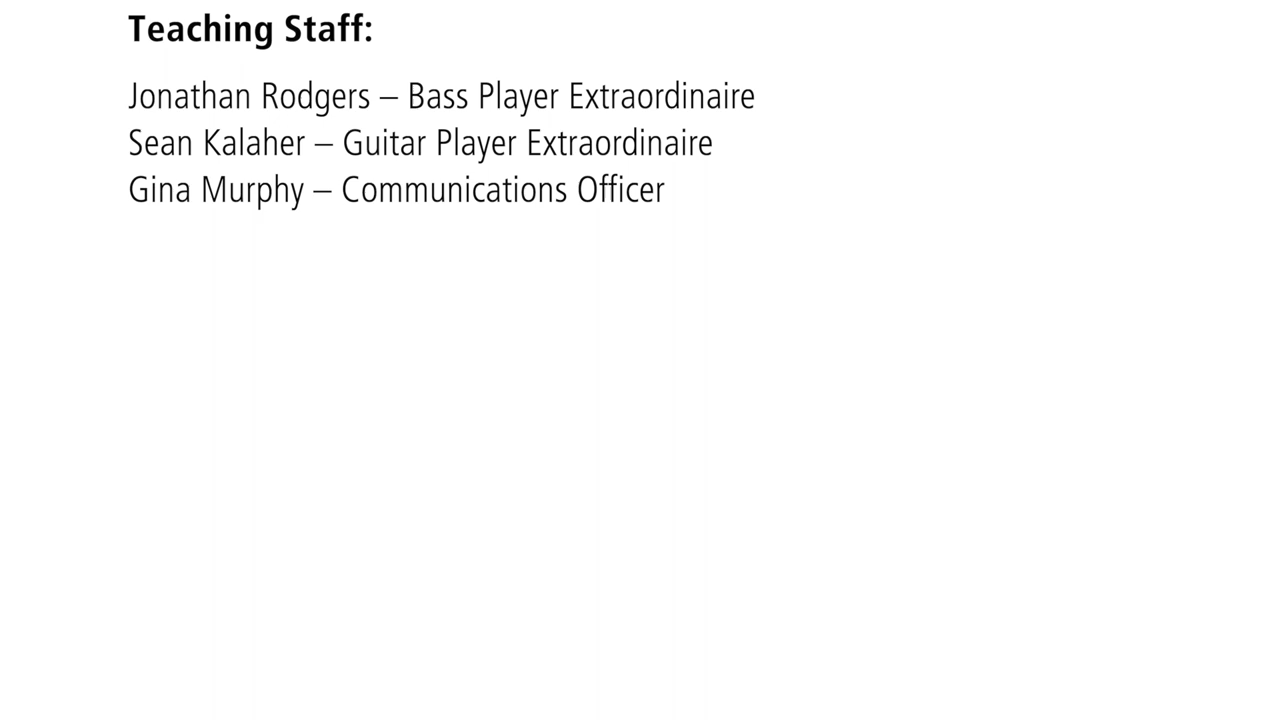 Teaching Staff:
Jonathan Rodgers – Bass Player Extraordinaire
Sean Kalaher – Guitar Player Extraordinaire
Gina Murphy – Communications Officer